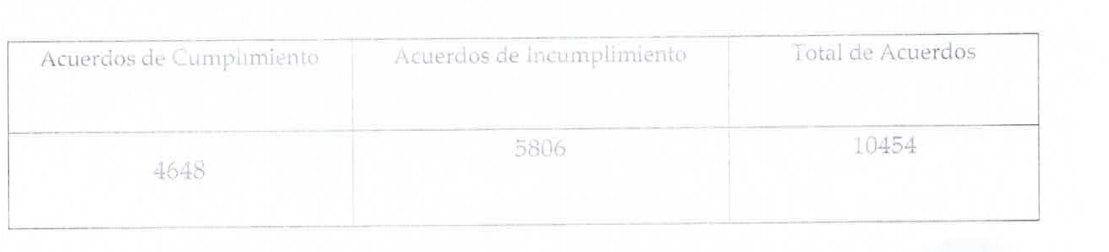 Acuerdos de Cumplimiento
Acuerdos de Incumplimiento
Total de Acuerdos
4648
5806
10454